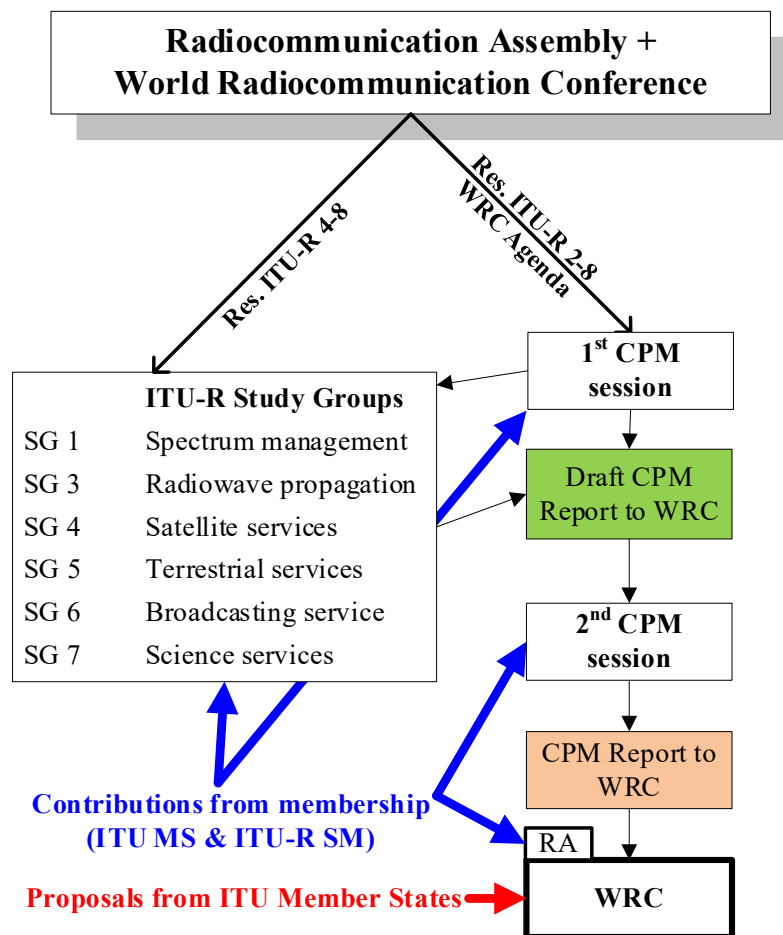 Radiocommunication Assembly +
World Radiocommunication Conference
Res. ITU-R 4-8
Res. ITU-R 2-8
WRC Agenda
1st CPM
session
ITU-R Study Groups
SG 1 Spectrum management
SG 3 Radiowave propagation
SG 4 Satellite services
SG 5 Terrestrial services
SG 6 Broadcasting service
SG 7 Science services
Draft CPM
Report to WRC
2nd CPM
session
CPM Report to
WRC
Contributions from membership
(ITU MS & ITU-R SM)
RA
Proposals from ITU Member States
WRC